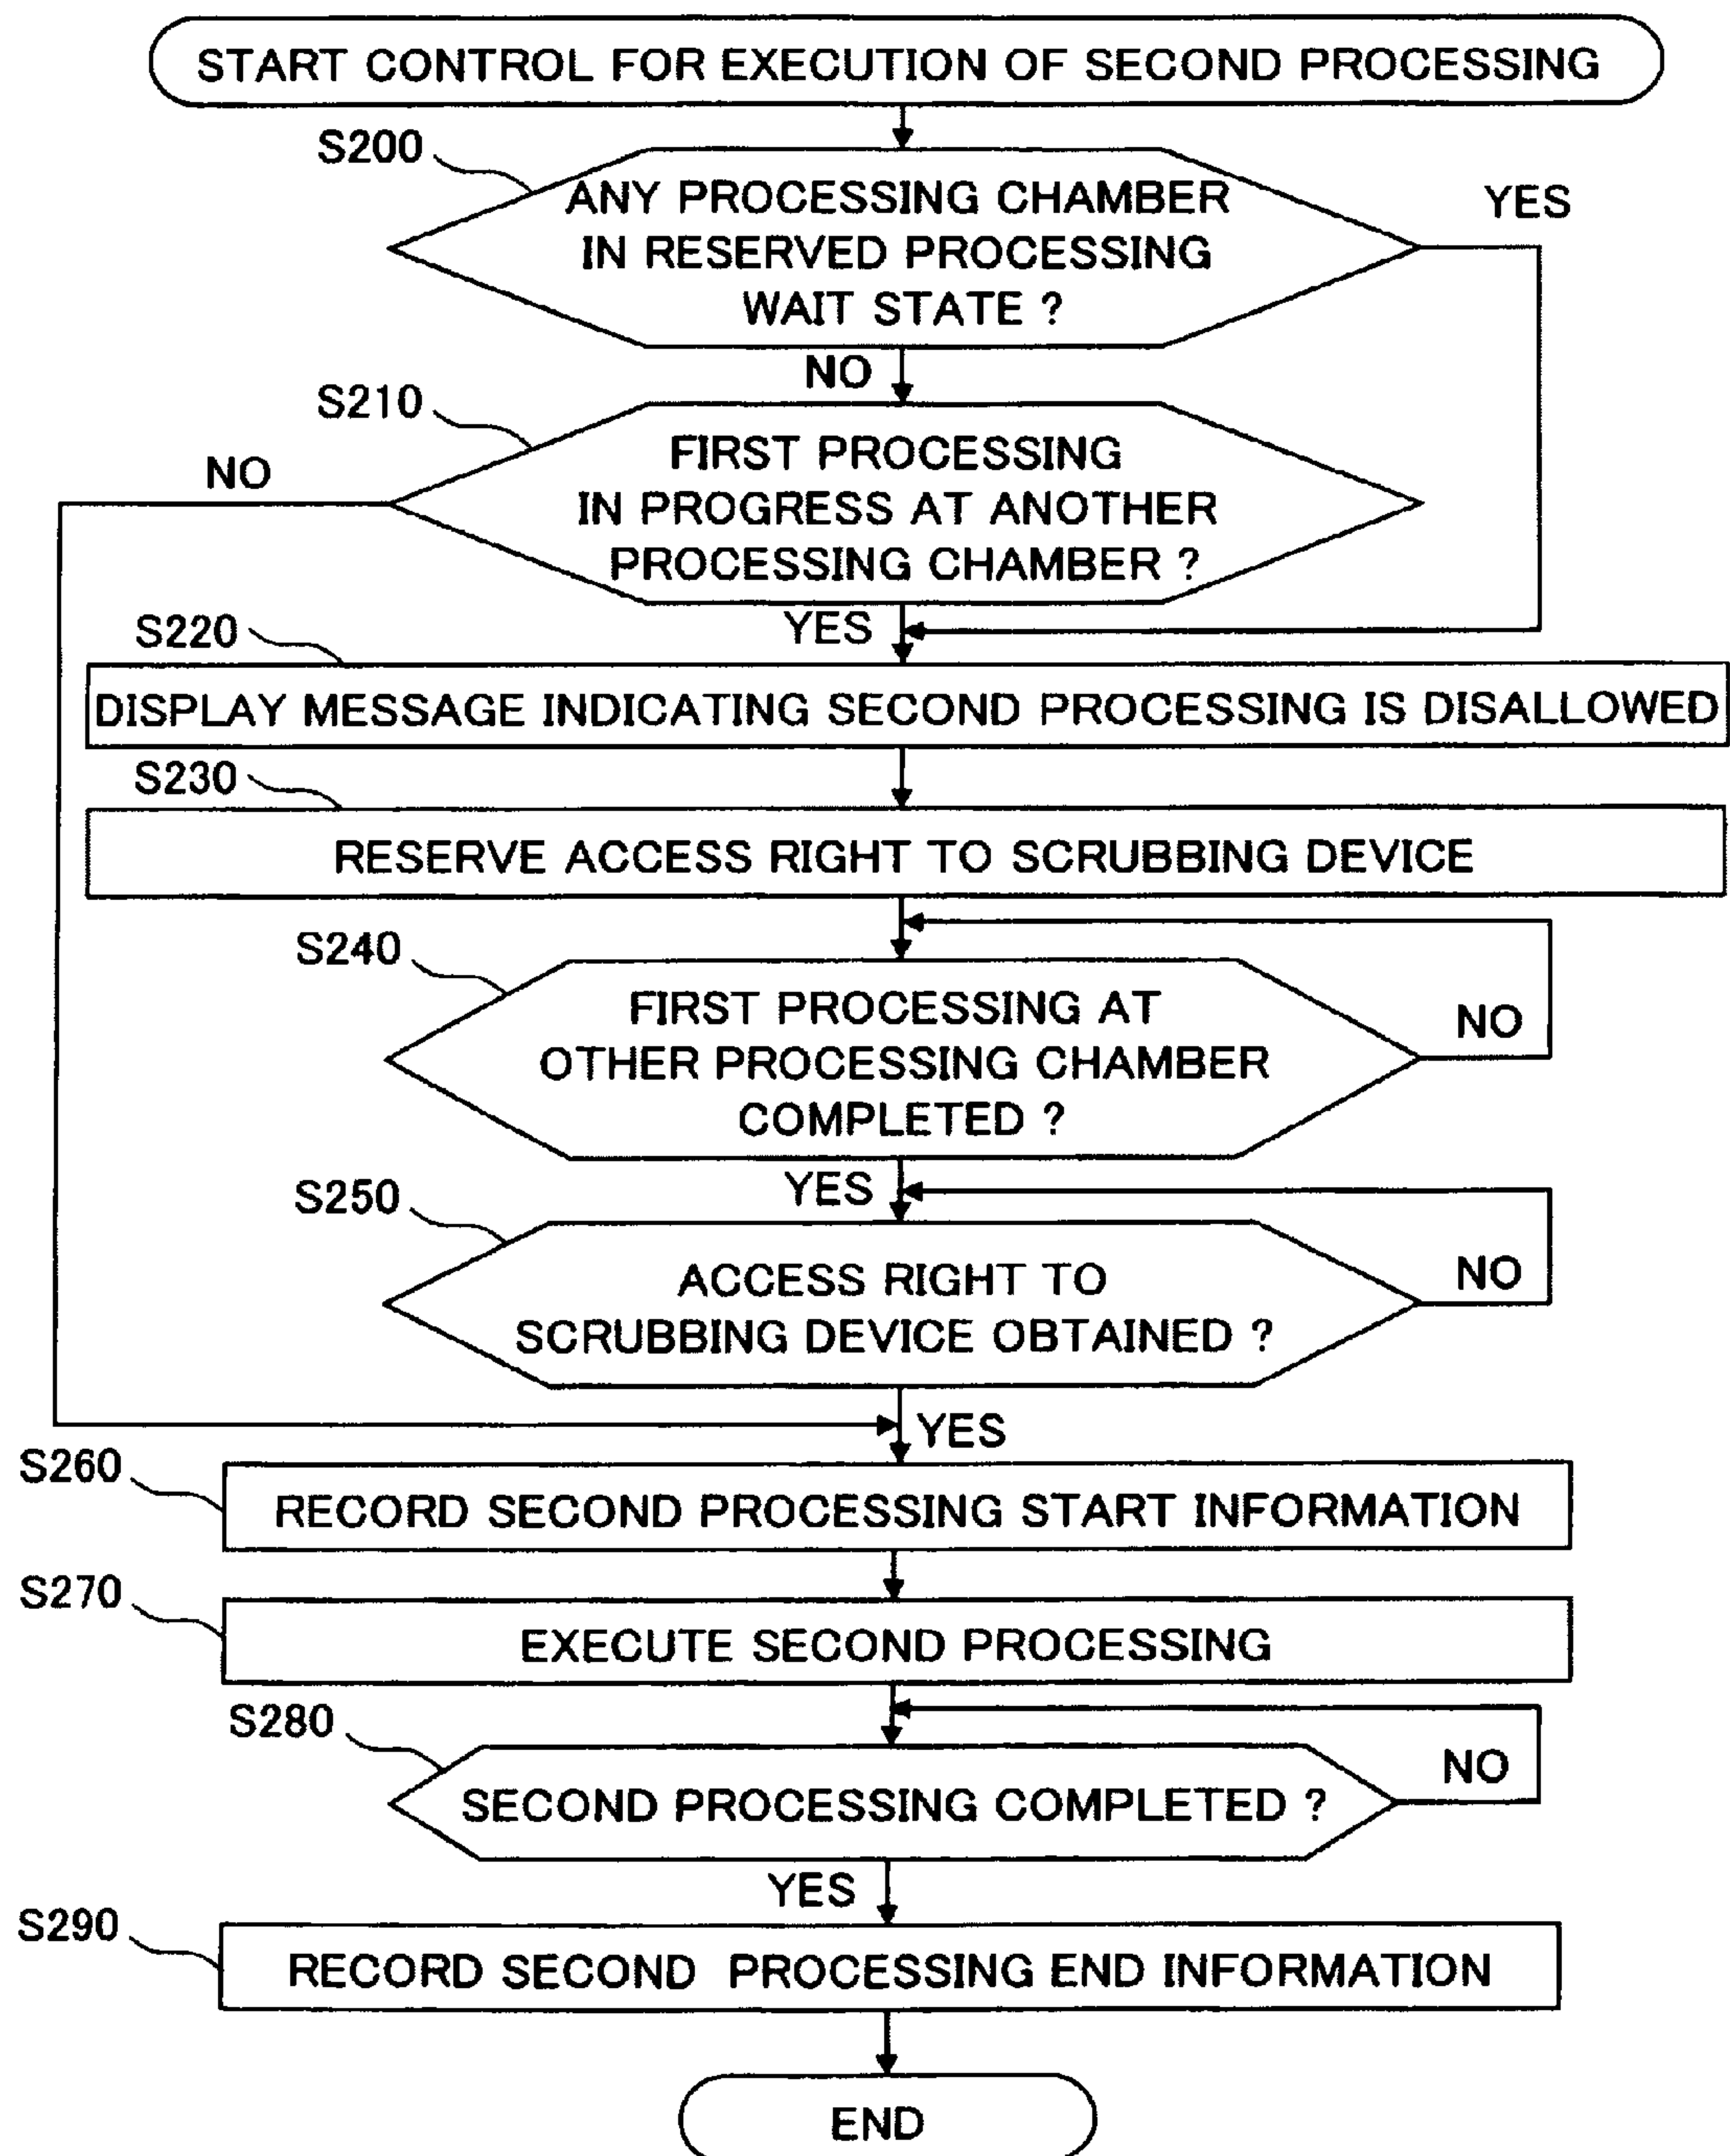 START CONTROL FOR EXECUTION OF SECOND PROCESSING
S200
ANY PROCESSING CHAMBER
IN RESERVED PROCESSING
WAIT STATE ?
YES
NO
S210
FIRST PROCESSING
IN PROGRESS AT ANOTHER
PROCESSING CHAMBER ?
NO
YES
S220
DISPLAY MESSAGE INDICATING SECOND PROCESSING IS DISALLOWED
S230
RESERVE ACCESS RIGHT TO SCRUBBING DEVICE
S240
FIRST PROCESSING AT
OTHER PROCESSING CHAMBER
COMPLETED ?
NO
YES
S250
ACCESS RIGHT TO
SCRUBBING DEVICE OBTAINED ?
NO
YES
S260
RECORD SECOND PROCESSING START INFORMATION
S270
EXECUTE SECOND PROCESSING
S280
SECOND PROCESSING COMPLETED ?
NO
YES
S290
RECORD SECOND PROCESSING END INFORMATION
END